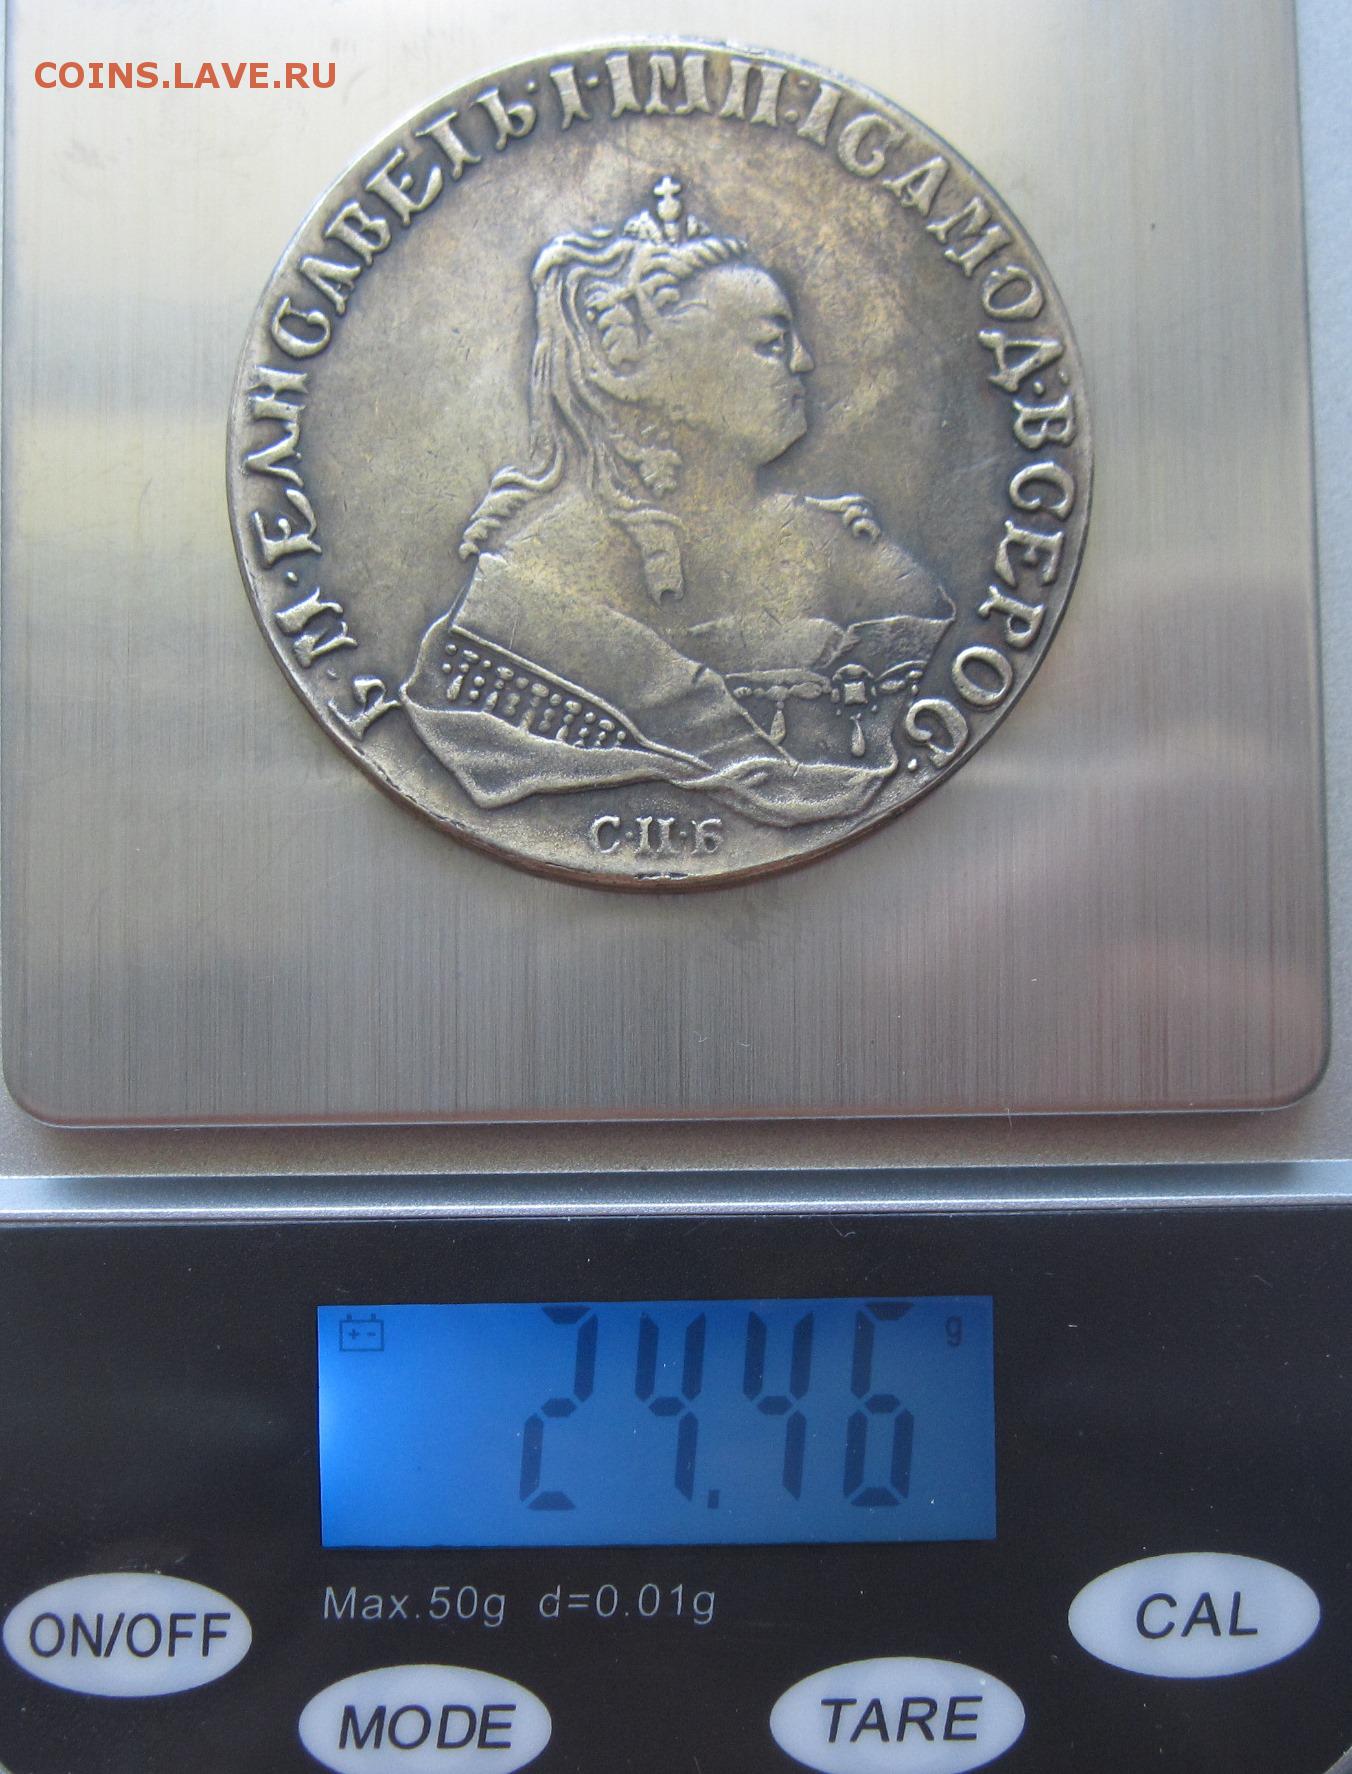 COINS.LAVE.RU
Б·М·ЕЛИСАВЕТЬ·I·IМП:IСАМОД:ВСЕРОС·
С·П·Б
24.46 g
Max.50g d=0.01g
ON/OFF
CAL
MODE
TARE